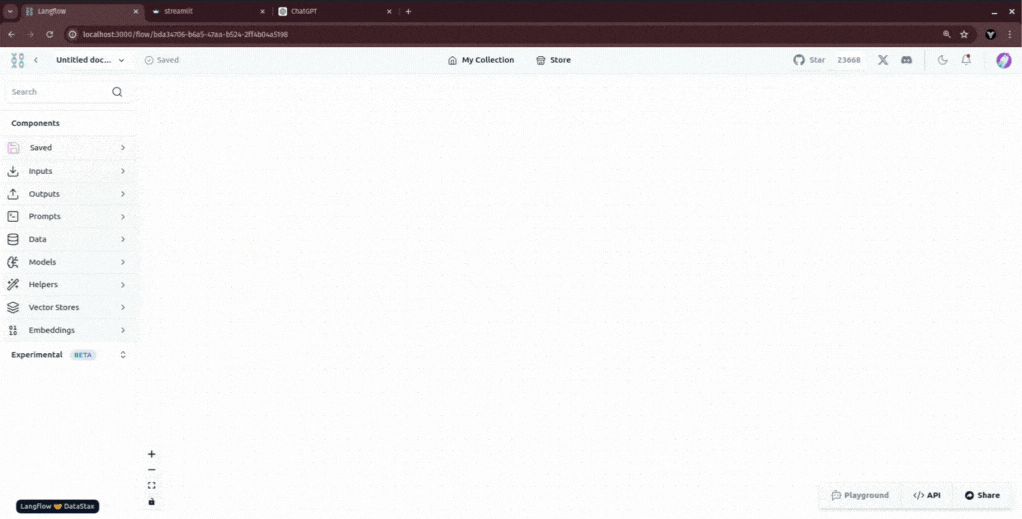 Langflow
streamlit
ChatGPT
localhost:3000/flow/bda34706-b6a5-47aa-b524-2ff4b04a5198
Untitled doc...
Saved
My Collection
Store
Star 23668
Search
Components
Saved
Inputs
Outputs
Prompts
Data
Models
Helpers
Vector Stores
Embeddings
Experimental BETA
Langflow 🤝 DataStax
Playground
API
Share